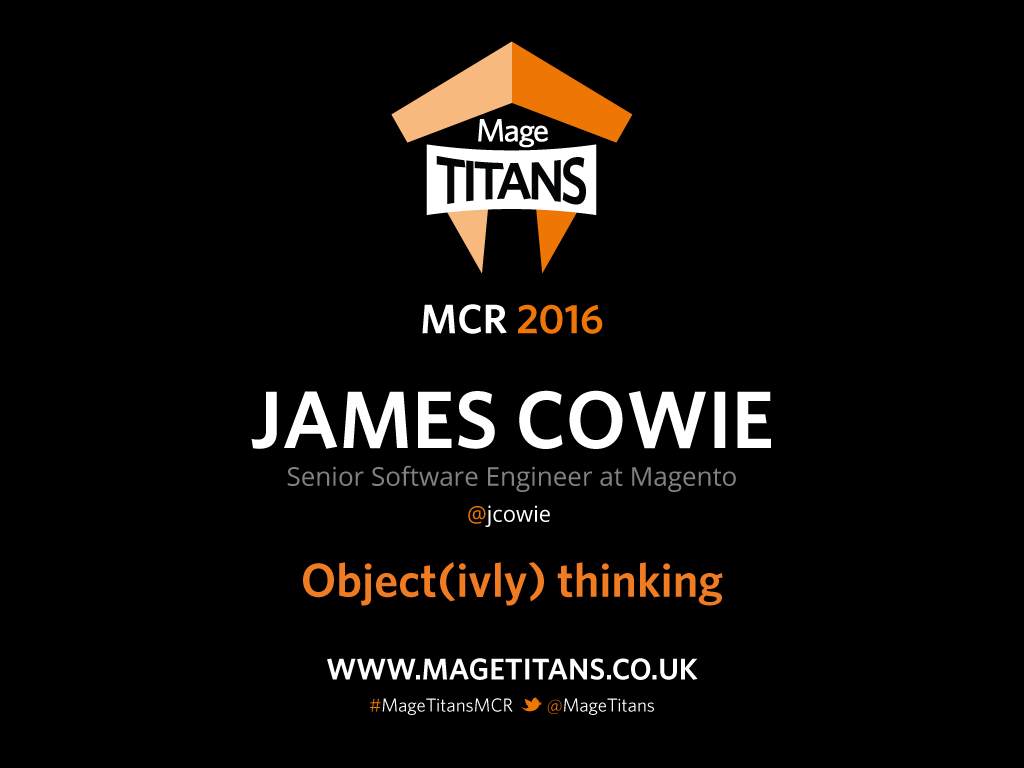 Mage
TITANS
MCR 2016
JAMES COWIE
Senior Software Engineer at Magento
@jcowie
Object(ivly) thinking
WWW.MAGETITANS.CO.UK
#MageTitansMCR @MageTitans